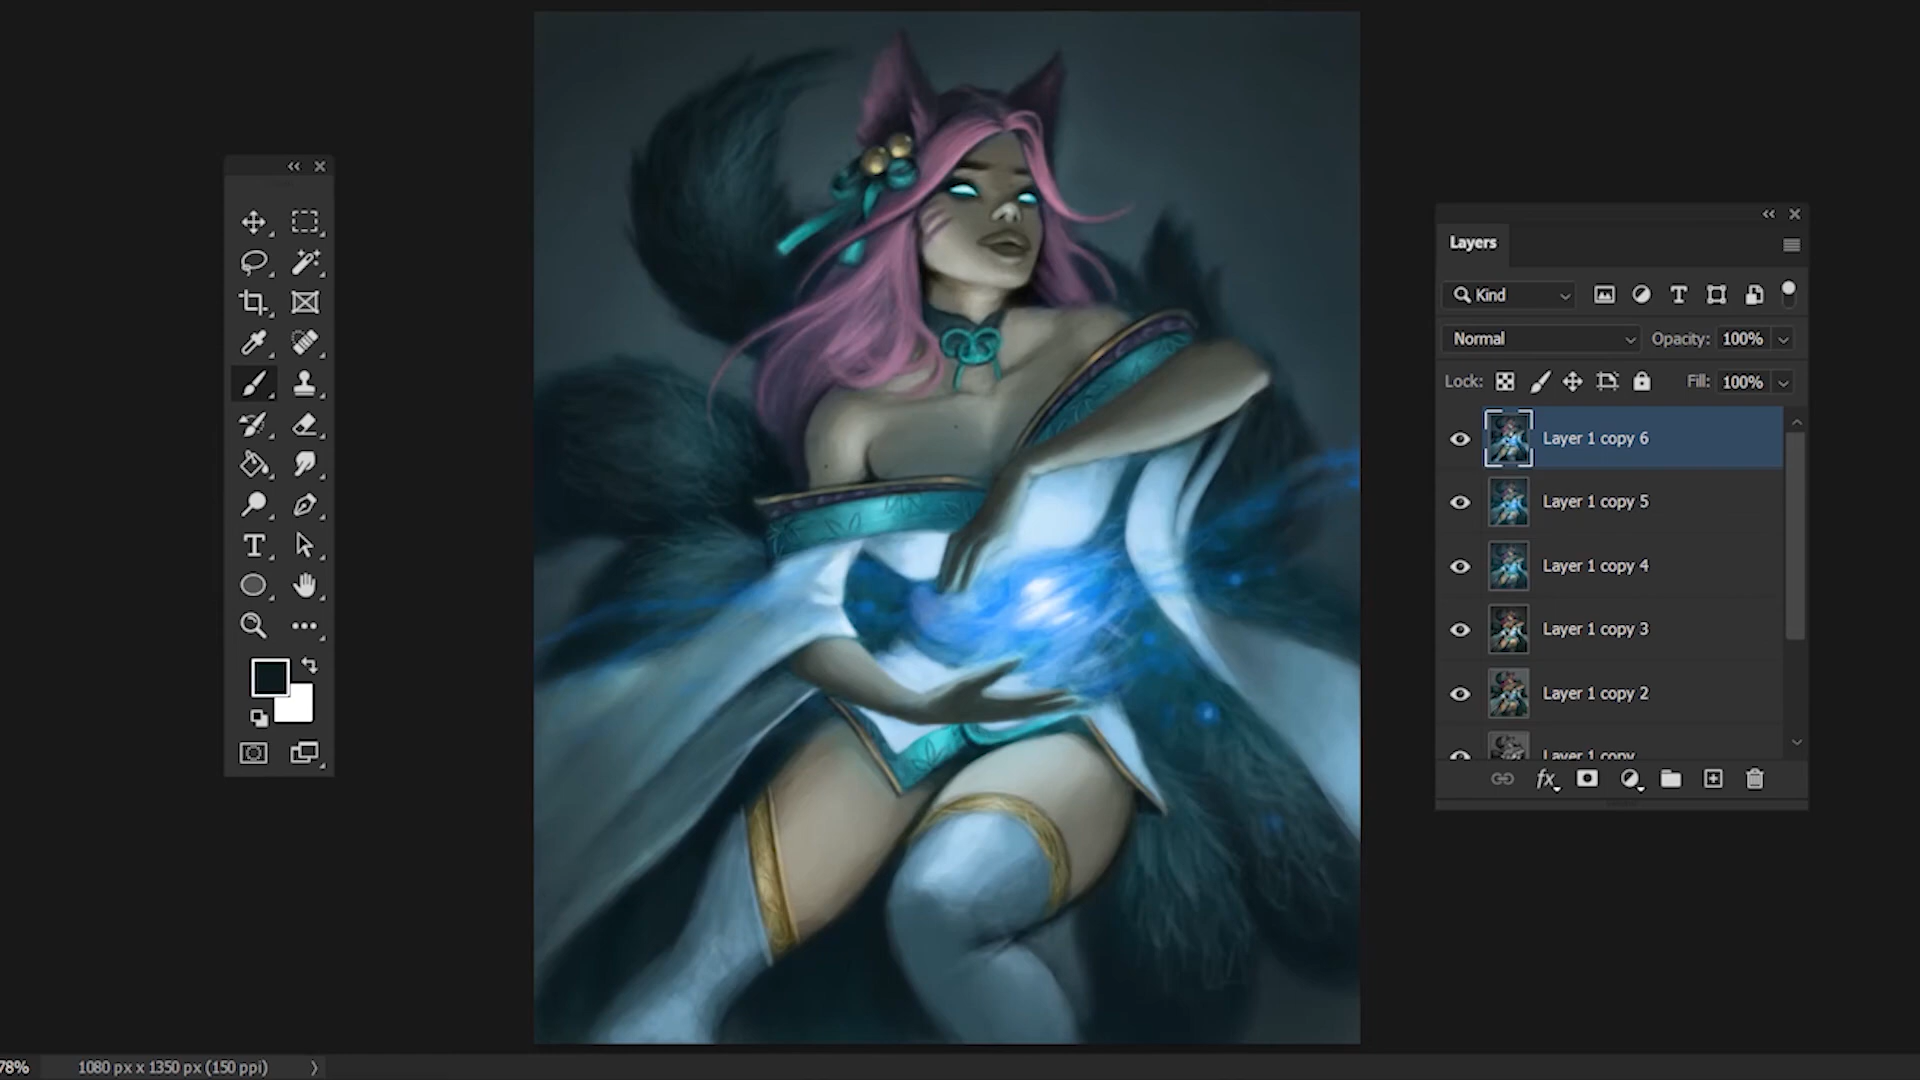 Layers
Kind
Normal
Opacity: 100%
Lock:
Fill: 100%
Layer 1 copy 6
Layer 1 copy 5
Layer 1 copy 4
Layer 1 copy 3
Layer 1 copy 2
Layer 1 copy
fx
78%
1080 px x 1350 px (150 ppi)